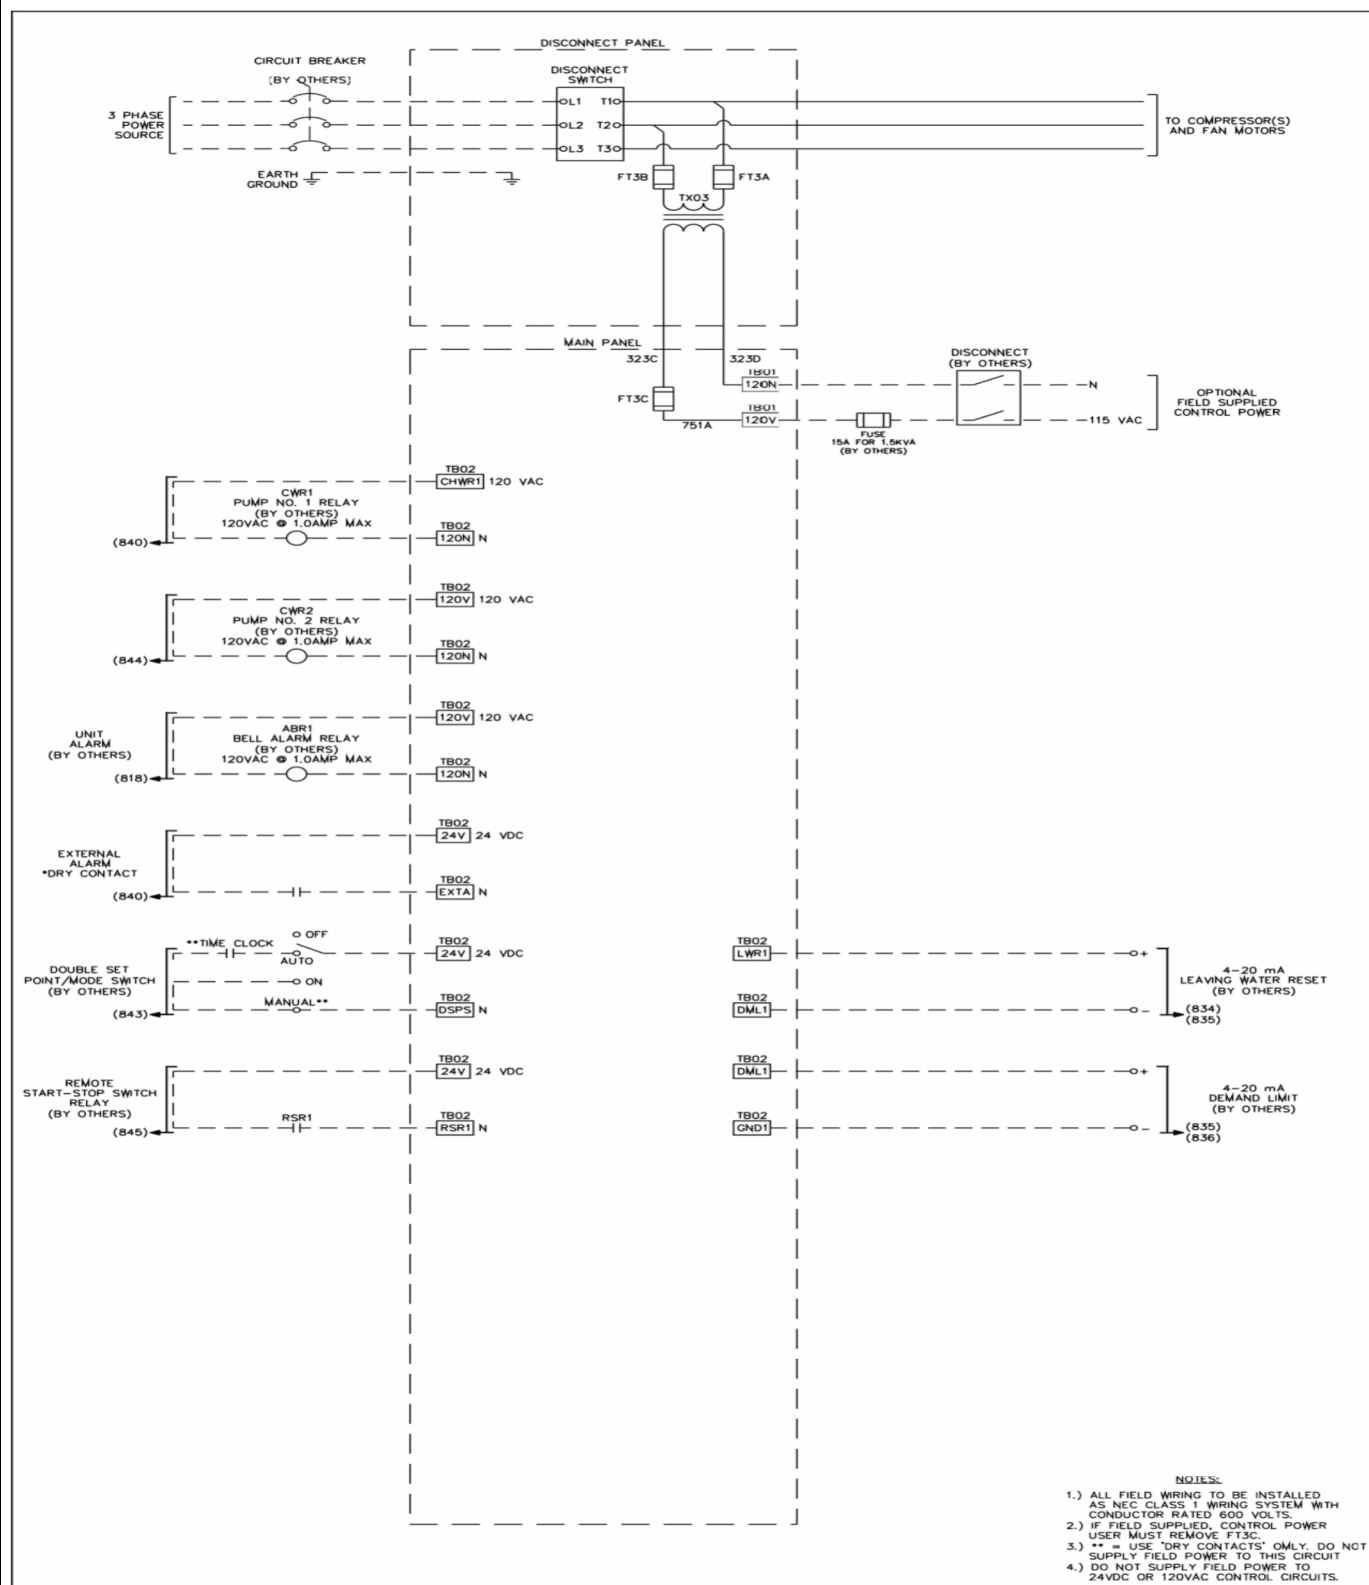 DISCONNECT PANEL
CIRCUIT BREAKER
(BY OTHERS)
DISCONNECT
SWITCH
L1 T1
L2 T2
L3 T3
3 PHASE
POWER
SOURCE
TO COMPRESSOR(S)
AND FAN MOTORS
EARTH
GROUND
FT3B
FT3A
TX03
MAIN PANEL
323C
323D
FT3C
751A
TB01
120N
TB01
120V
DISCONNECT
(BY OTHERS)
N
115 VAC
FUSE
15A FOR 1.5KVA
(BY OTHERS)
OPTIONAL
FIELD SUPPLIED
CONTROL POWER
TB02
CHWR1 120 VAC
CWR1
PUMP NO. 1 RELAY
(BY OTHERS)
120VAC @ 1.0AMP MAX
TB02
120N N
(840)
TB02
120V 120 VAC
CWR2
PUMP NO. 2 RELAY
(BY OTHERS)
120VAC @ 1.0AMP MAX
TB02
120N N
(844)
TB02
120V 120 VAC
UNIT
ALARM
(BY OTHERS)
ABR1
BELL ALARM RELAY
(BY OTHERS)
120VAC @ 1.0AMP MAX
TB02
120N N
(818)
TB02
24V 24 VDC
EXTERNAL
ALARM
*DRY CONTACT
TB02
EXTA N
(840)
**TIME CLOCK
OFF
AUTO
ON
MANUAL**
TB02
24V 24 VDC
DOUBLE SET
POINT/MODE SWITCH
(BY OTHERS)
TB02
DSPS N
(843)
TB02
LWR1
+
TB02
DML1
-
4-20 mA
LEAVING WATER RESET
(BY OTHERS)
(834)
(835)
TB02
24V 24 VDC
REMOTE
START-STOP SWITCH
RELAY
(BY OTHERS)
RSR1
TB02
RSR1 N
(845)
TB02
DML1
+
TB02
GND1
-
4-20 mA
DEMAND LIMIT
(BY OTHERS)
(835)
(836)
NOTES:
1.) ALL FIELD WIRING TO BE INSTALLED
AS NEC CLASS 1 WIRING SYSTEM WITH
CONDUCTOR RATED 600 VOLTS.
2.) IF FIELD SUPPLIED, CONTROL POWER
USER MUST REMOVE FT3C.
3.) ** = USE 'DRY CONTACTS' ONLY. DO NOT
SUPPLY FIELD POWER TO THIS CIRCUIT
4.) DO NOT SUPPLY FIELD POWER TO
24VDC OR 120VAC CONTROL CIRCUITS.